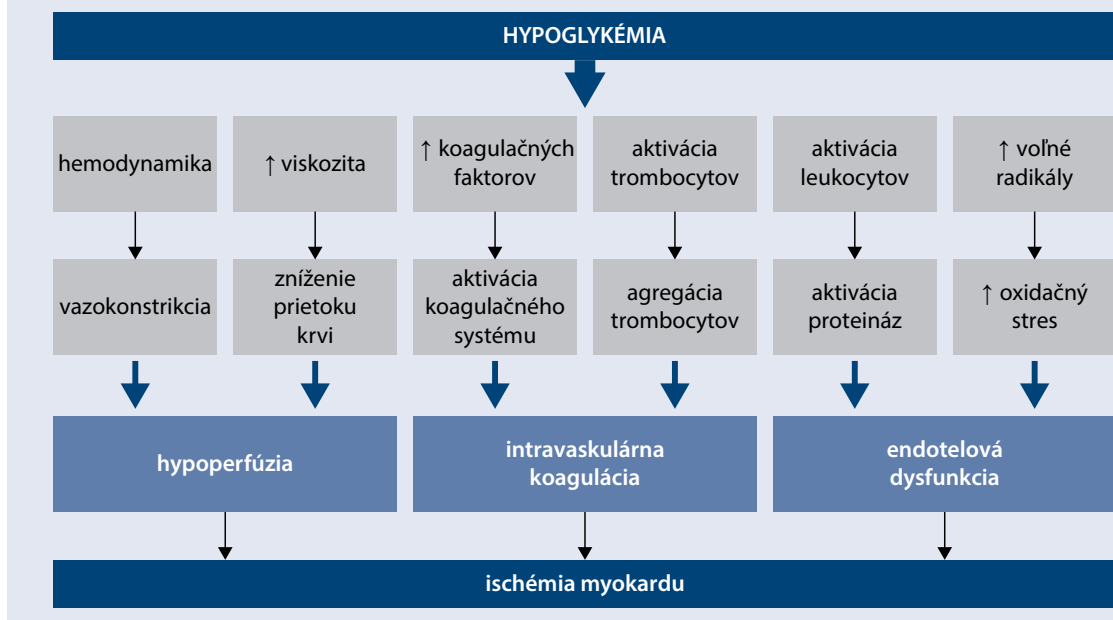 HYPOGLYKÉMIA
hemodynamika
↑ viskozita
↑ koagulačných
faktorov
aktivácia
trombocytov
aktivácia
leukocytov
↑ voľné
radikály
vazokonstrikcia
zníženie
prietoku
krvi
aktivácia
koagulačného
systému
agregácia
trombocytov
aktivácia
proteináz
↑ oxidačný
stres
hypoperfúzia
intravaskulárna
koagulácia
endotelová
dysfunkcia
ischémia myokardu